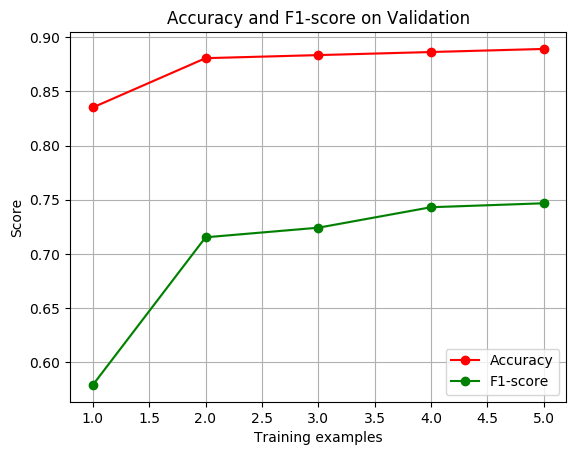 Accuracy and F1-score on Validation
0.90
0.85
0.80
0.75
0.70
0.65
0.60
Score
Accuracy
F1-score
1.0 1.5 2.0 2.5 3.0 3.5 4.0 4.5 5.0
Training examples